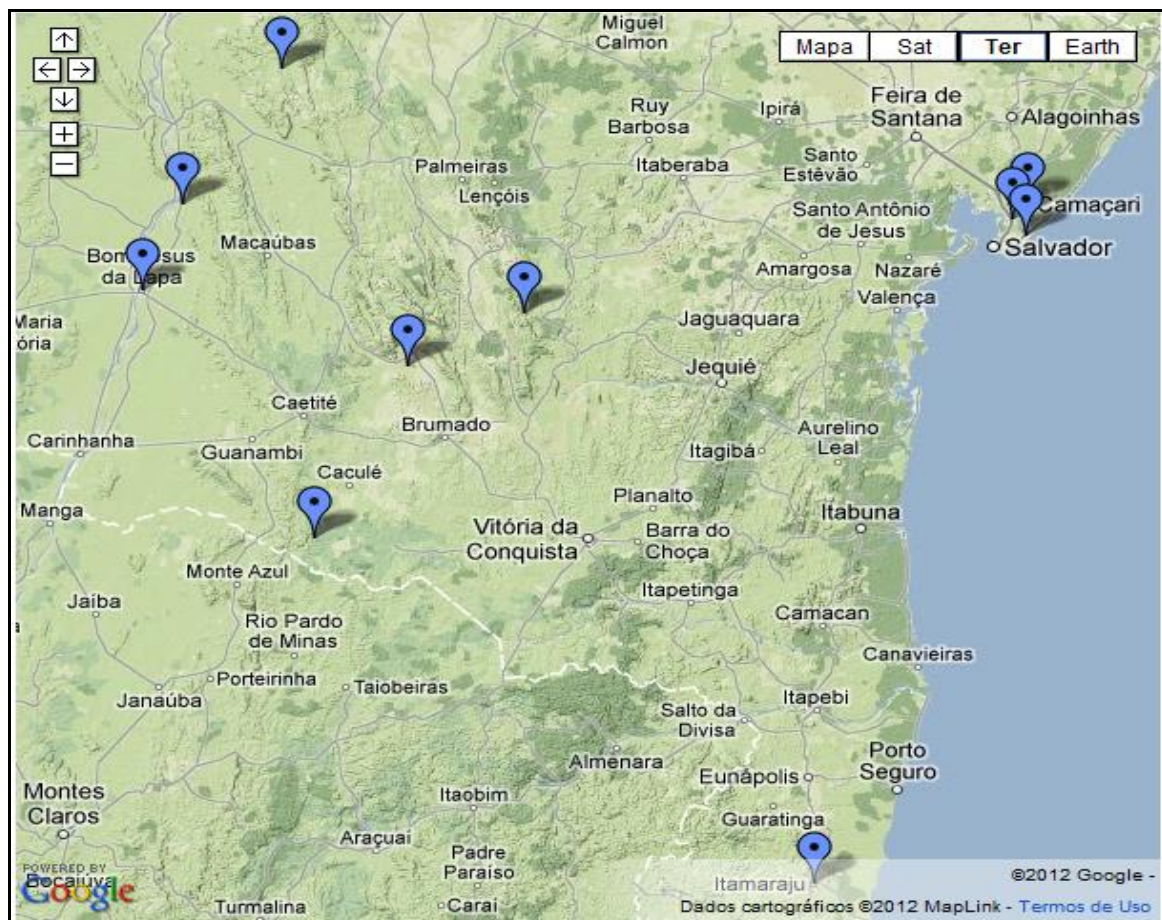 Miguel
Calmon
Mapa
Sat
Ter
Earth
Feira de
Santana
Alagoinhas
Ruy
Barbosa
Ipirá
Palmeiras
Itaberaba
Santo
Estêvão
Lençóis
Camaçari
Santo Antônio
de Jesus
Macaúbas
Salvador
Bom Jesus
da Lapa
Amargosa
Nazaré
Valença
Maria
ória
Jaguaquara
Jequié
Caetité
Brumado
Aurelino
Leal
Carinhanha
Guanambi
Itagibá
Caculé
Planalto
Manga
Vitória da
Conquista
Barra do
Choça
Itabuna
Monte Azul
Itapetinga
Jaíba
Rio Pardo
de Minas
Camacan
a
Canavieiras
Porteirinha
Taiobeiras
Janaúba
Itapebi
Salto da
Divisa
Almenara
Porto
Seguro
Eunápolis
Montes
Claros
Itaobim
Guaratinga
Araçuaí
Padre
Paraíso
POWERED BY
Google
Bocaiúva
Itamaraju
©2012 Google -
Turmalina
Caraí
Dados cartográficos ©2012 MapLink - Termos de Uso